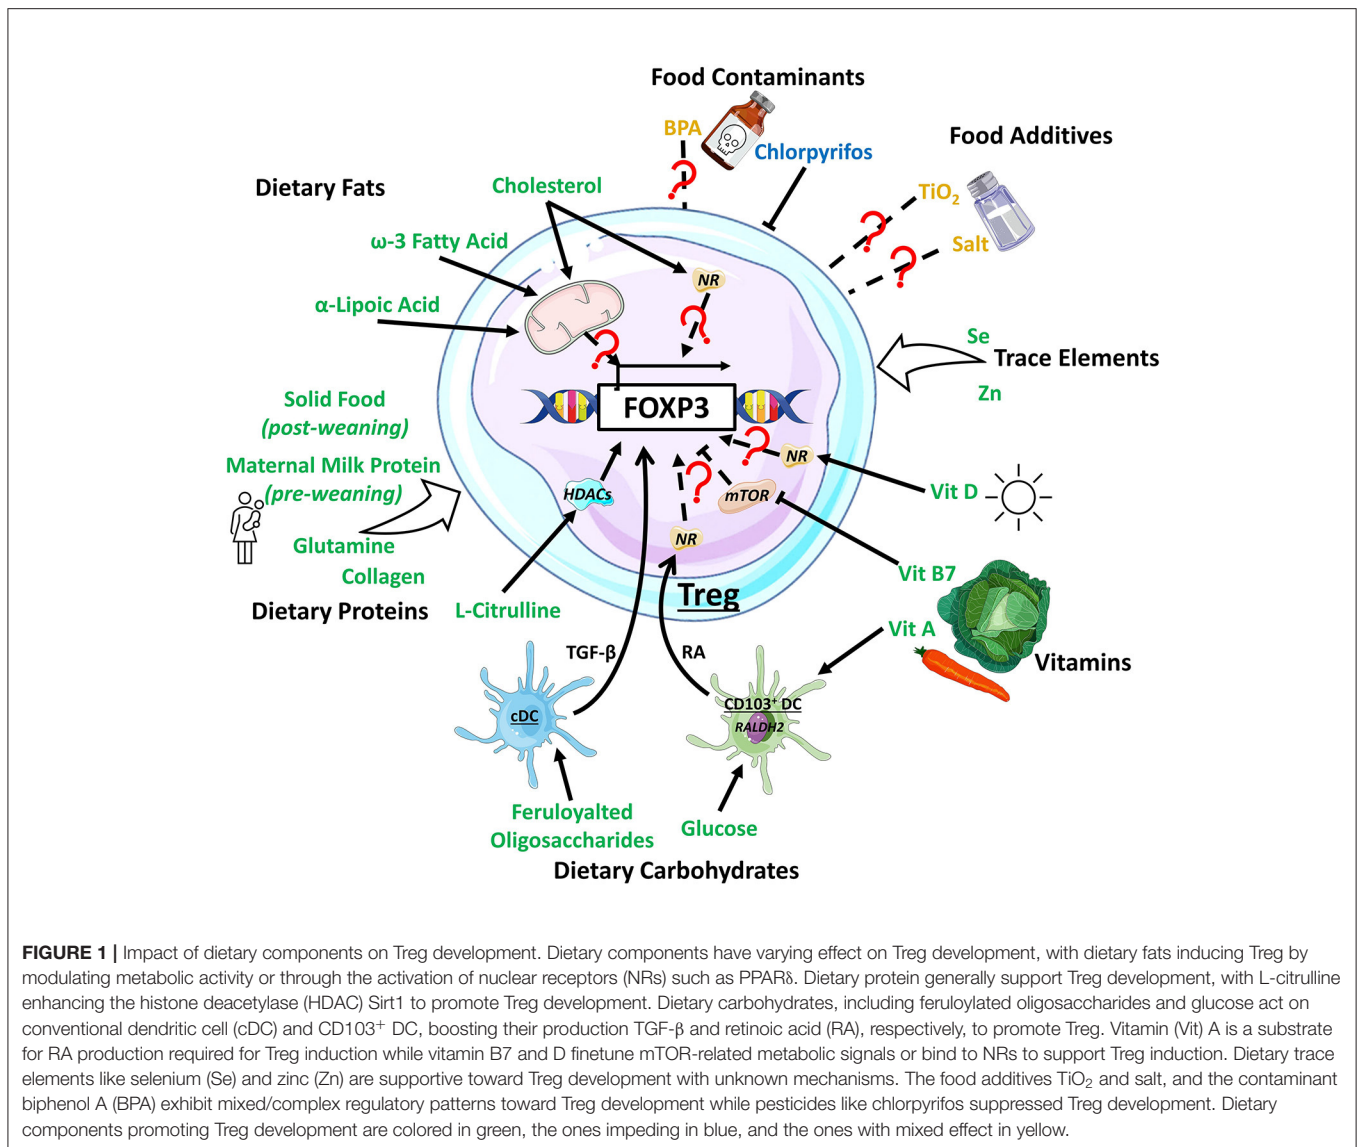 Food Contaminants
BPA
Chlorpyrifos
Food Additives
TiO₂
Salt
Dietary Fats
Cholesterol
ω-3 Fatty Acid
α-Lipoic Acid
NR
?
?
?
?
?
Se
Trace Elements
Zn
FOXP3
Solid Food
(post-weaning)
Maternal Milk Protein
(pre-weaning)
Glutamine
Collagen
Dietary Proteins
L-Citrulline
HDACs
?
?
NR
mTOR
NR
Treg
Vit D
Vit B7
Vit A
Vitamins
TGF-β
RA
cDC
CD103⁺ DC
RALDH2
Feruloyalted
Oligosaccharides
Glucose
Dietary Carbohydrates
FIGURE 1 | Impact of dietary components on Treg development. Dietary components have varying effect on Treg development, with dietary fats inducing Treg by
modulating metabolic activity or through the activation of nuclear receptors (NRs) such as PPARδ. Dietary protein generally support Treg development, with L-citrulline
enhancing the histone deacetylase (HDAC) Sirt1 to promote Treg development. Dietary carbohydrates, including feruloylated oligosaccharides and glucose act on
conventional dendritic cell (cDC) and CD103⁺ DC, boosting their production TGF-β and retinoic acid (RA), respectively, to promote Treg. Vitamin (Vit) A is a substrate
for RA production required for Treg induction while vitamin B7 and D finetune mTOR-related metabolic signals or bind to NRs to support Treg induction. Dietary trace
elements like selenium (Se) and zinc (Zn) are supportive toward Treg development with unknown mechanisms. The food additives TiO₂ and salt, and the contaminant
biphenol A (BPA) exhibit mixed/complex regulatory patterns toward Treg development while pesticides like chlorpyrifos suppressed Treg development. Dietary
components promoting Treg development are colored in green, the ones impeding in blue, and the ones with mixed effect in yellow.